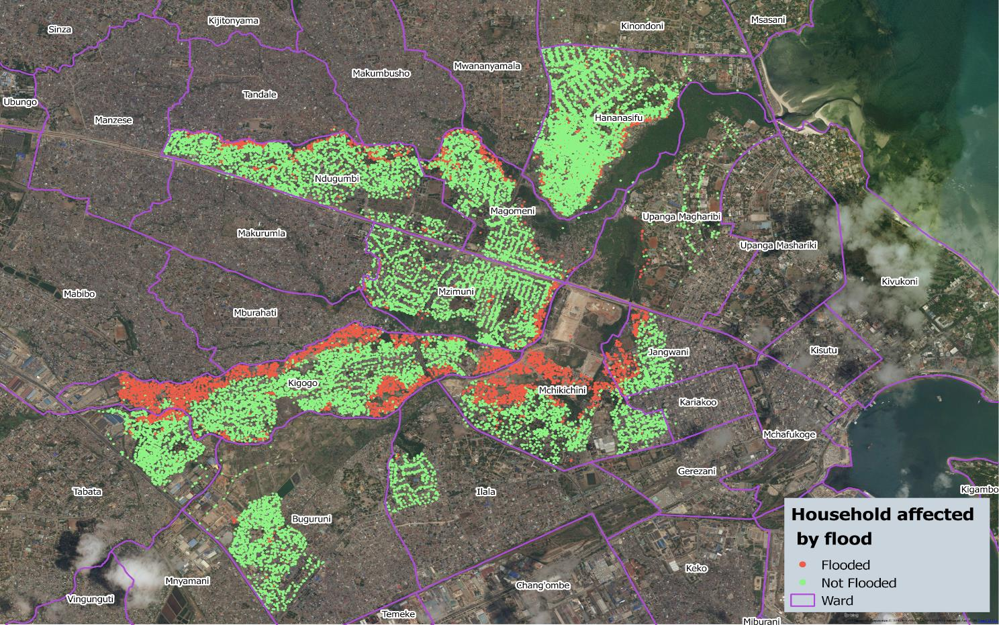 Sinza
Kijitonyama
Kinondoni
Msasani
Makumbusho
Mwananyamala
Ubungo
Tandale
Manzese
Hananasifu
Ndugumbi
Magomeni
Upanga Magharibi
Makurumla
Upanga Mashariki
Kivukoni
Mabibo
Mzimuni
Mburahati
Jangwani
Kisutu
Kigogo
Mchikichini
Kariakoo
Mchafukoge
Gerezani
Tabata
Ilala
Kigambo
Buguruni
Household affected
by flood
Flooded
Not Flooded
Ward
Keko
Mnyamani
Chang'ombe
Vingunguti
Temeke
Miburani